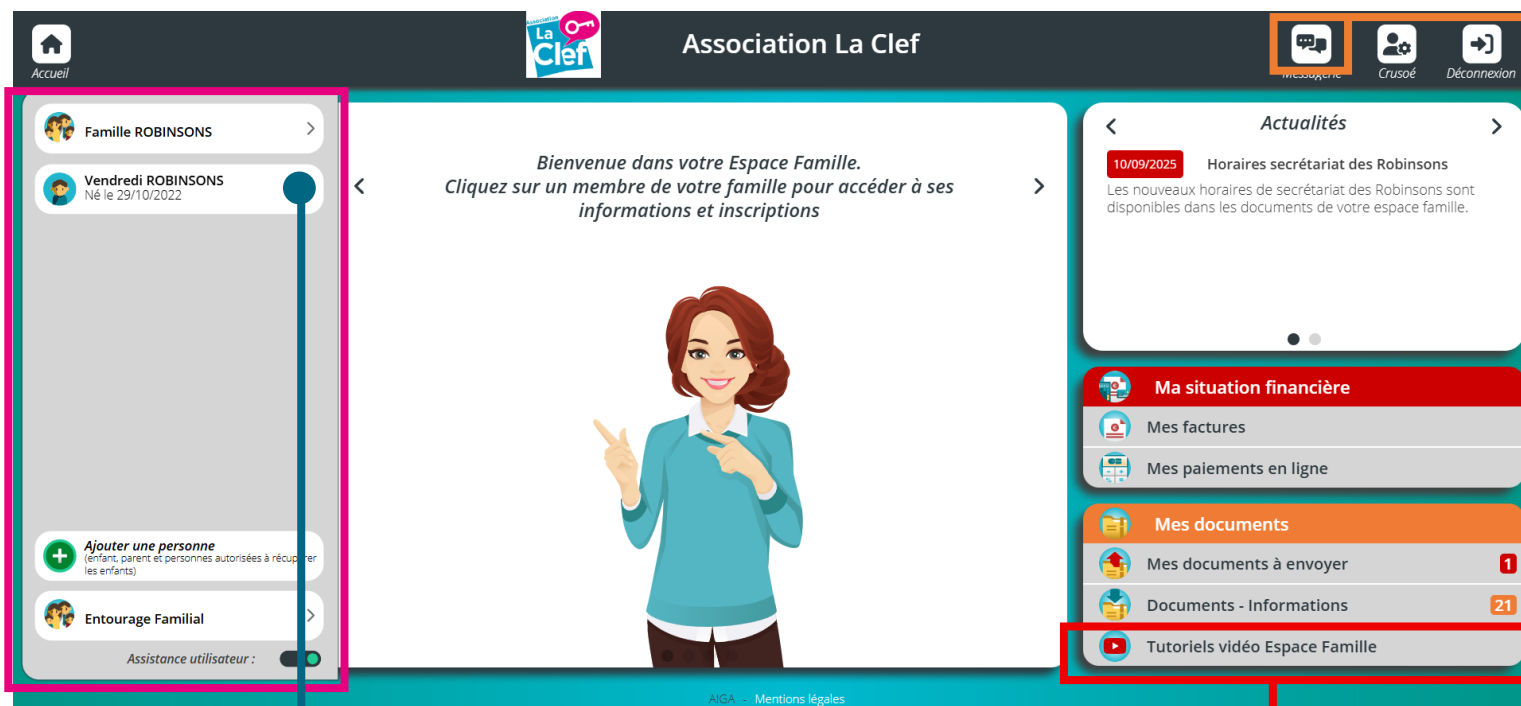 Accueil
Association
La
Clef
Association La Clef
Messagerie
Crusoé
Déconnexion
Famille ROBINSONS
Vendredi ROBINSONS
Né le 29/10/2022
Ajouter une personne
(enfant, parent et personnes autorisées à récupérer
les enfants)
Entourage Familial
Assistance utilisateur :
Bienvenue dans votre Espace Famille.
Cliquez sur un membre de votre famille pour accéder à ses
informations et inscriptions
Actualités
10/09/2025 Horaires secrétariat des Robinsons
Les nouveaux horaires de secrétariat des Robinsons sont
disponibles dans les documents de votre espace famille.
Ma situation financière
Mes factures
Mes paiements en ligne
Mes documents
Mes documents à envoyer 1
Documents - Informations 21
Tutoriels vidéo Espace Famille
AIGA - Mentions légales